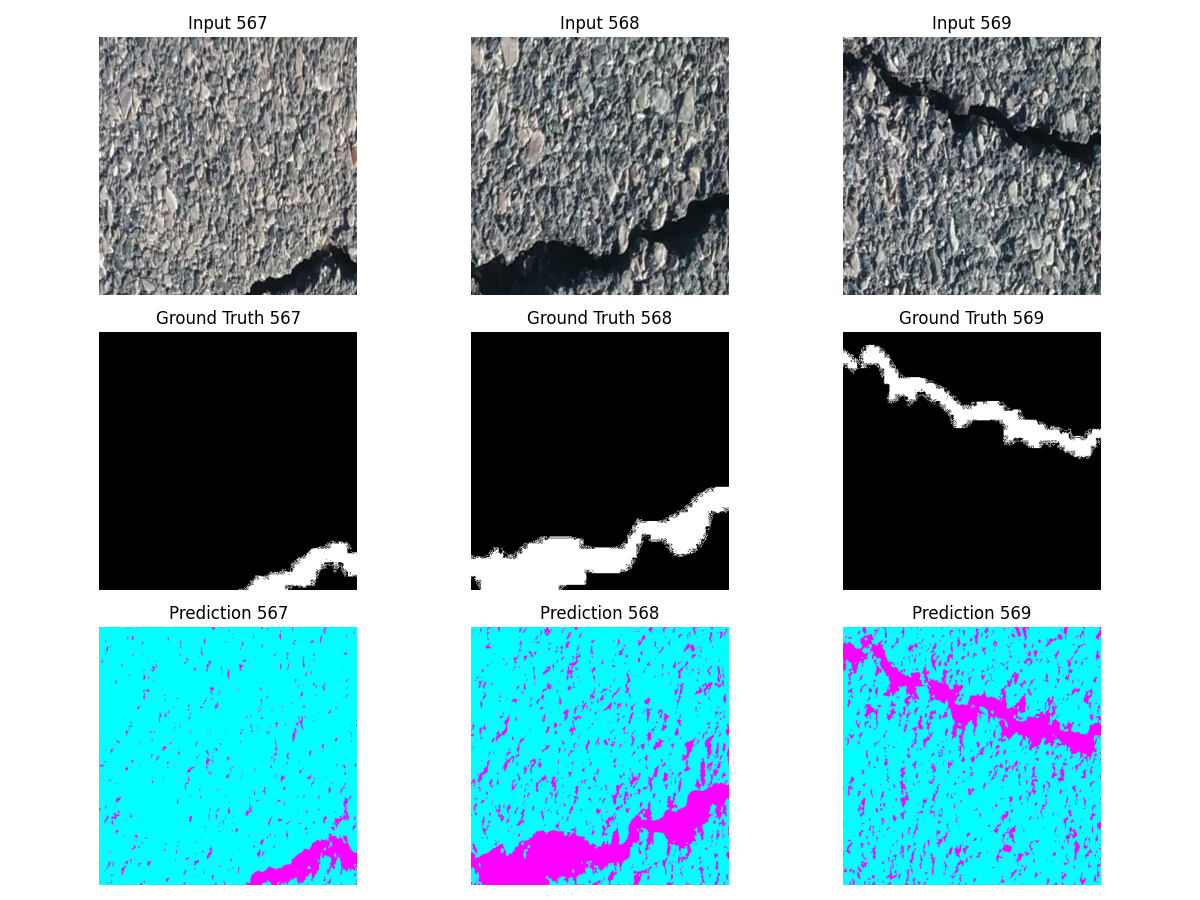 Input 567
Input 568
Input 569
Ground Truth 567
Ground Truth 568
Ground Truth 569
Prediction 567
Prediction 568
Prediction 569